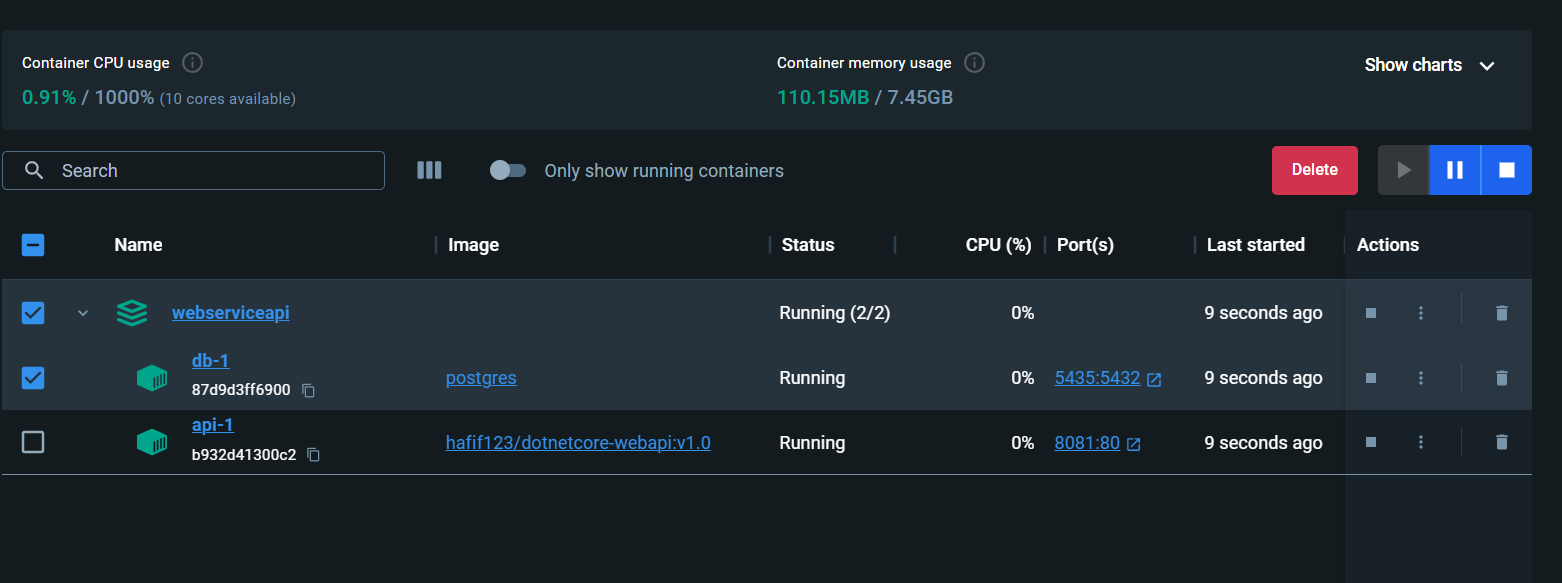 Container CPU usage
0.91% / 1000% (10 cores available)
Container memory usage
110.15MB / 7.45GB
Show charts
Search
Only show running containers
Delete
Name Image Status CPU (%) Port(s) Last started Actions
webserviceapi Running (2/2) 0% 9 seconds ago
db-1
87d9d3ff6900
postgres Running 0% 5435:5432 9 seconds ago
api-1
b932d41300c2
hafif123/dotnetcore-webapi:v1.0 Running 0% 8081:80 9 seconds ago